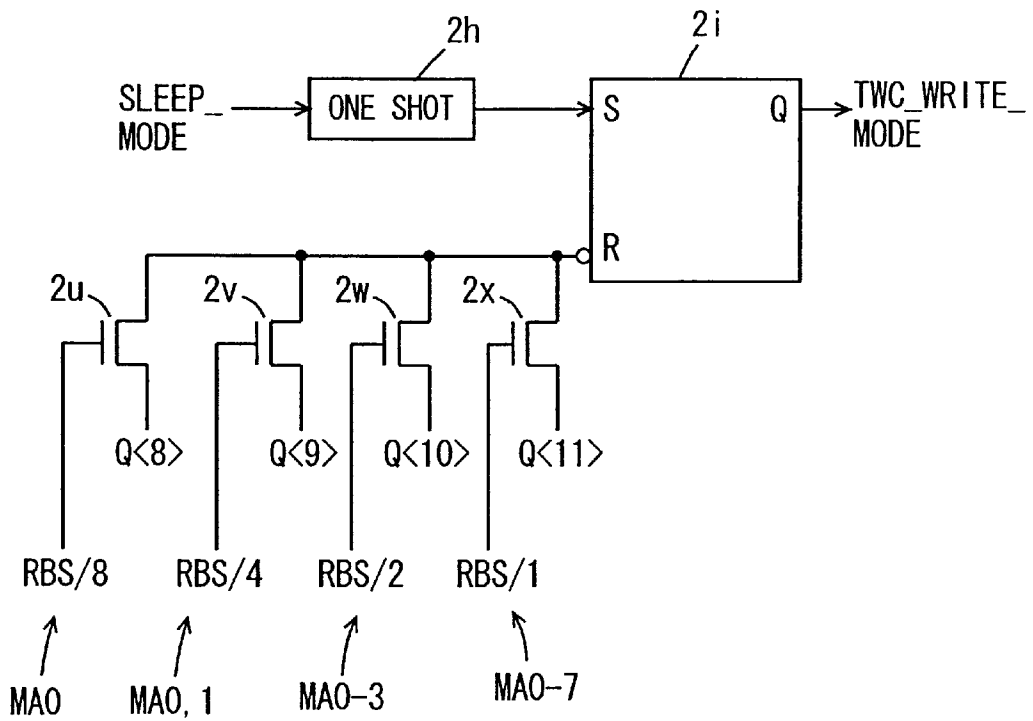 2h
2i
SLEEP_
MODE
ONE SHOT
S
Q
TWC_WRITE_
MODE
R
2u
2v
2w
2x
Q<8>
Q<9>
Q<10>
Q<11>
RBS/8
RBS/4
RBS/2
RBS/1
MA0
MA0, 1
MA0-3
MA0-7